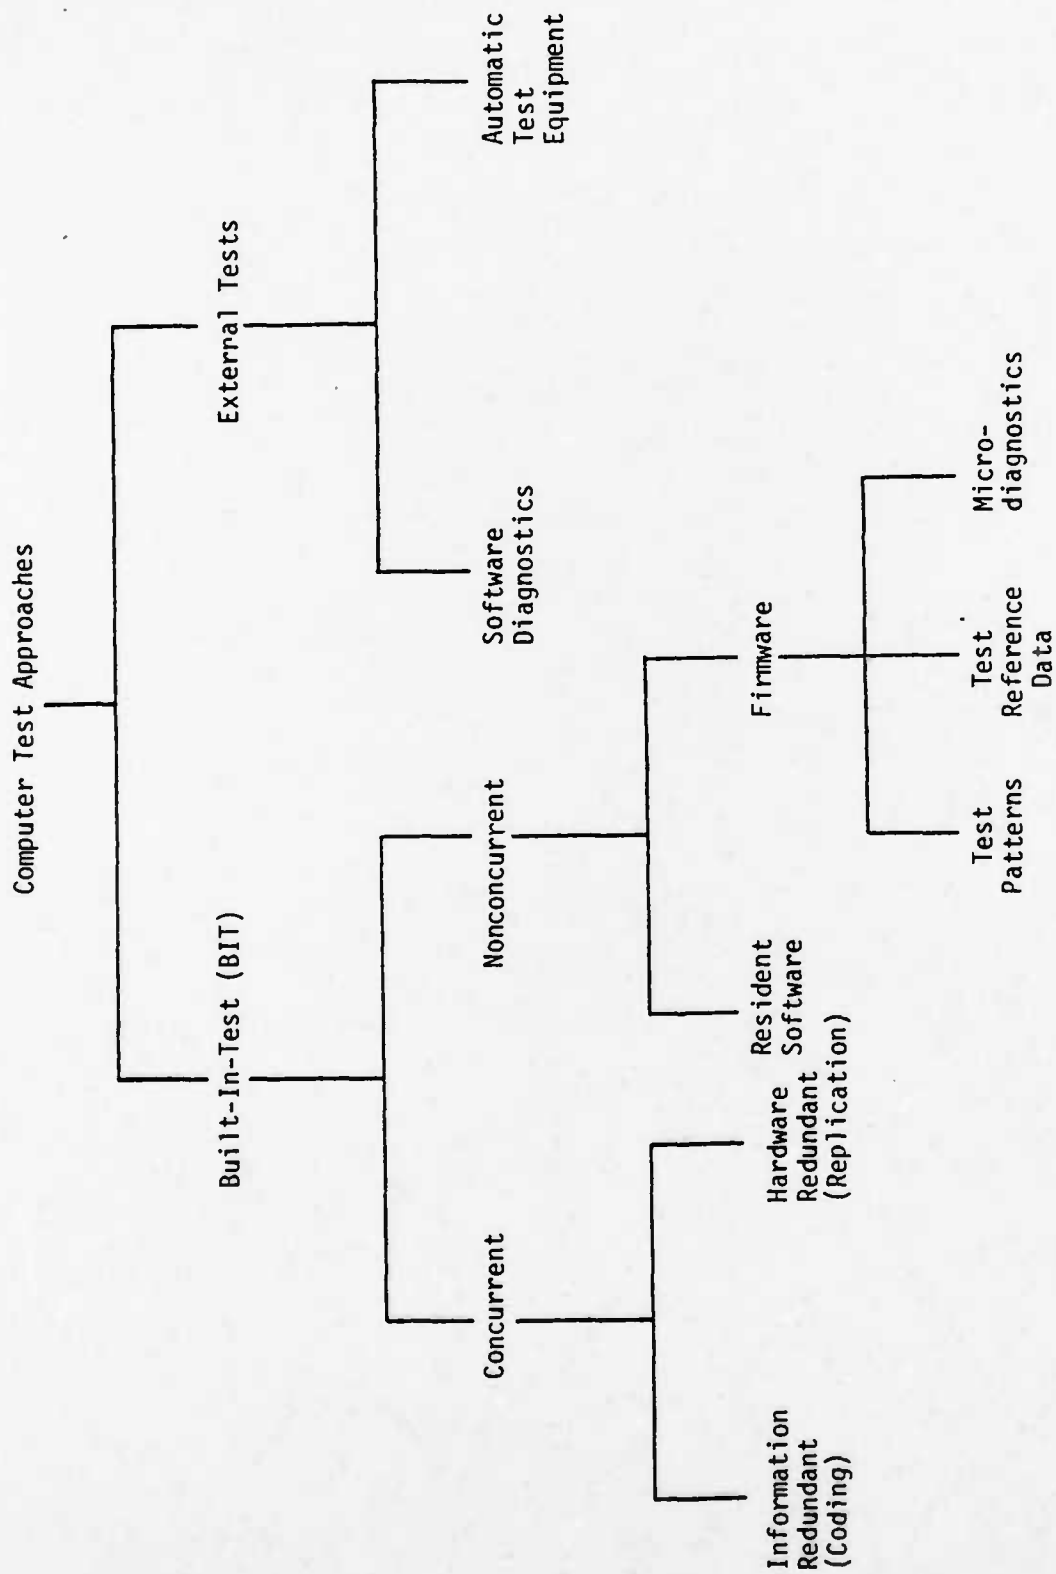 Computer Test Approaches
Built-In-Test (BIT)
External Tests
Concurrent
Nonconcurrent
Software
Diagnostics
Automatic
Test
Equipment
Information
Redundant
(Coding)
Hardware
Redundant
(Replication)
Resident
Software
Firmware
Test
Patterns
Test
Reference
Data
Micro-
diagnostics